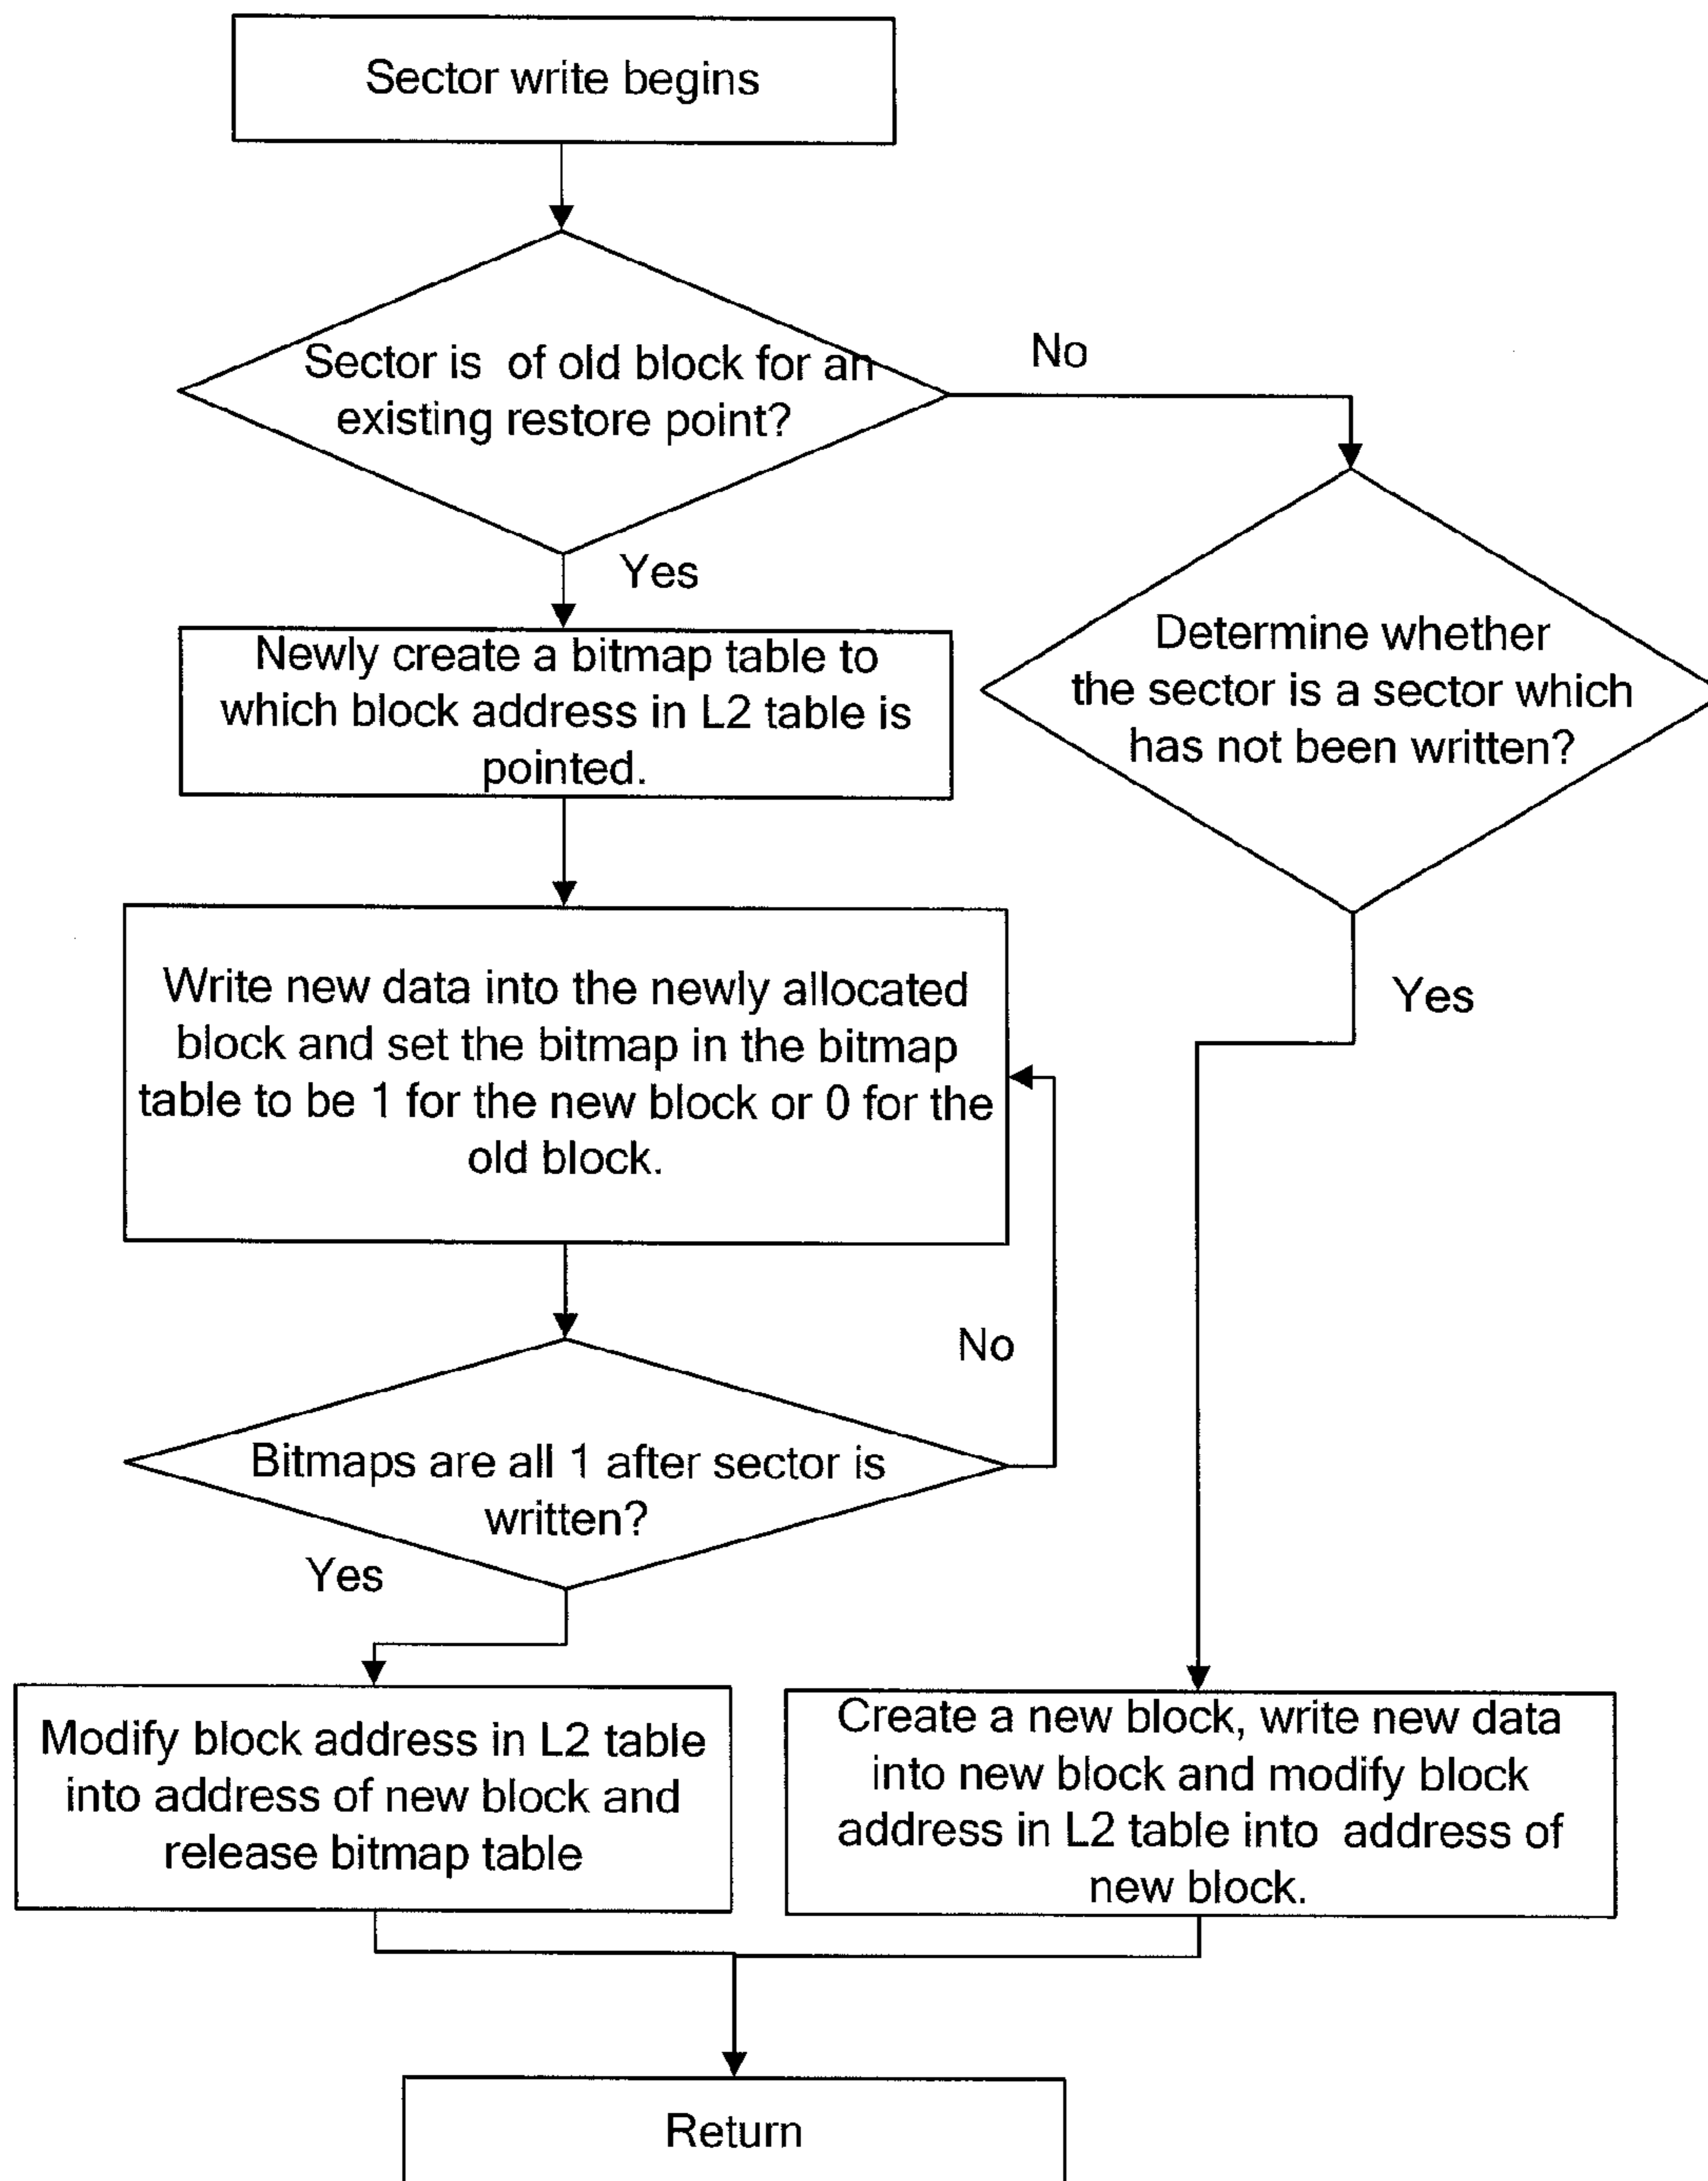 Sector write begins
Sector is of old block for an
existing restore point?
No
Yes
Newly create a bitmap table to
which block address in L2 table is
pointed.
Determine whether
the sector is a sector which
has not been written?
Yes
Write new data into the newly allocated
block and set the bitmap in the bitmap
table to be 1 for the new block or 0 for the
old block.
No
Bitmaps are all 1 after sector is
written?
Yes
Modify block address in L2 table
into address of new block and
release bitmap table
Create a new block, write new data
into new block and modify block
address in L2 table into address of
new block.
Return